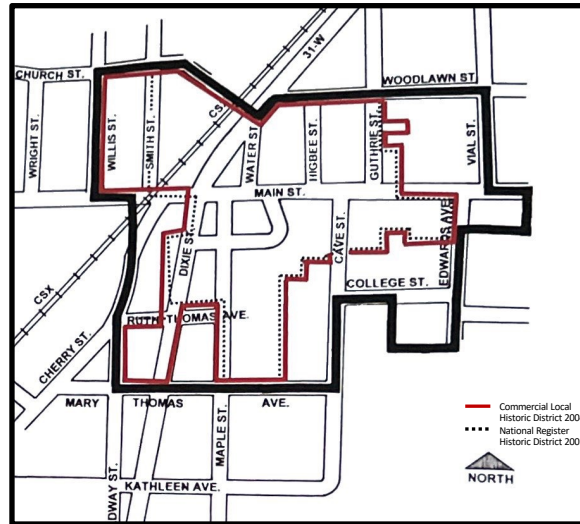 CHURCH ST.
WRIGHT ST.
WILLIS ST.
SMITH ST.
31-W
WATER ST.
HIGBEE ST.
GUTHRIE ST.
WOODLAWN ST.
VIAL ST.
MAIN ST.
DIXIE ST.
CAVE ST.
EDWARDS AVE.
COLLEGE ST.
CSX
CHERRY ST.
RUTH THOMAS AVE.
MARY THOMAS AVE.
MAPLE ST.
DWAY ST.
KATHLEEN AVE.
Commercial Local
Historic District 200
National Register
Historic District 200
NORTH